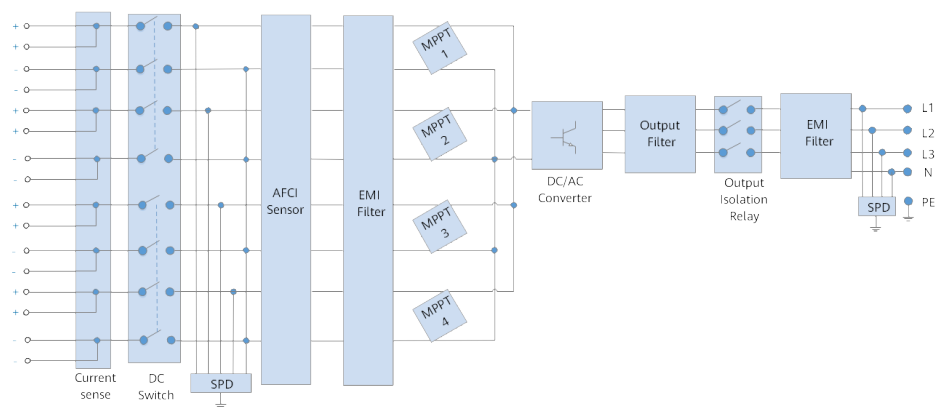 +
+
-
-
+
+
-
-
+
+
-
-
+
+
-
-
Current
sense
DC
Switch
SPD
AFCI
Sensor
EMI
Filter
MPPT
1
MPPT
2
MPPT
3
MPPT
4
DC/AC
Converter
Output
Filter
Output
Isolation
Relay
EMI
Filter
SPD
L1
L2
L3
N
PE